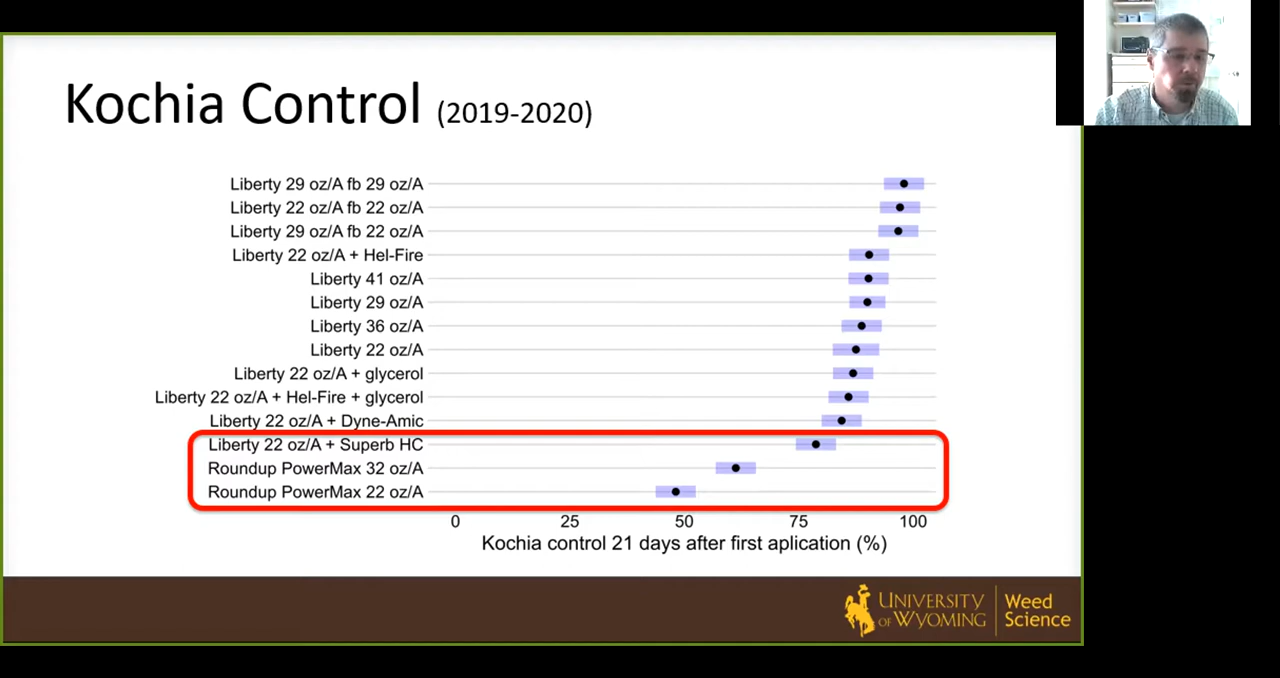 Kochia Control (2019-2020)
Liberty 29 oz/A fb 29 oz/A
Liberty 22 oz/A fb 22 oz/A
Liberty 29 oz/A fb 22 oz/A
Liberty 22 oz/A + Hel-Fire
Liberty 41 oz/A
Liberty 29 oz/A
Liberty 36 oz/A
Liberty 22 oz/A
Liberty 22 oz/A + glycerol
Liberty 22 oz/A + Hel-Fire + glycerol
Liberty 22 oz/A + Dyne-Amic
Liberty 22 oz/A + Superb HC
Roundup PowerMax 32 oz/A
Roundup PowerMax 22 oz/A
0 25 50 75 100
Kochia control 21 days after first aplication (%)
UNIVERSITY
OF WYOMING
Weed
Science